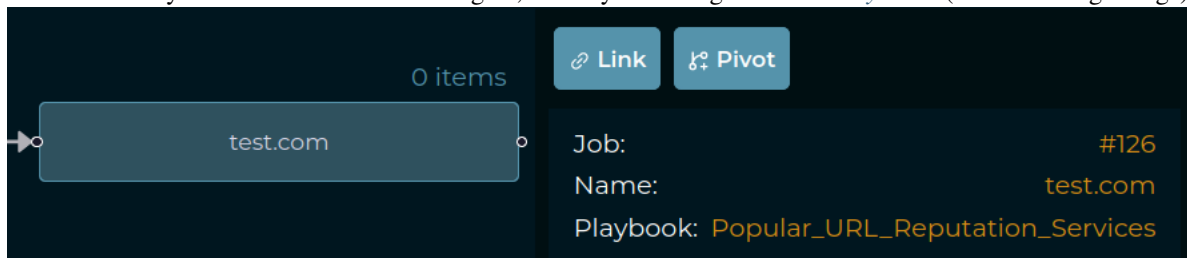 0 items
test.com
Link
Pivot
Job: #126
Name: test.com
Playbook: Popular_URL_Reputation_Services